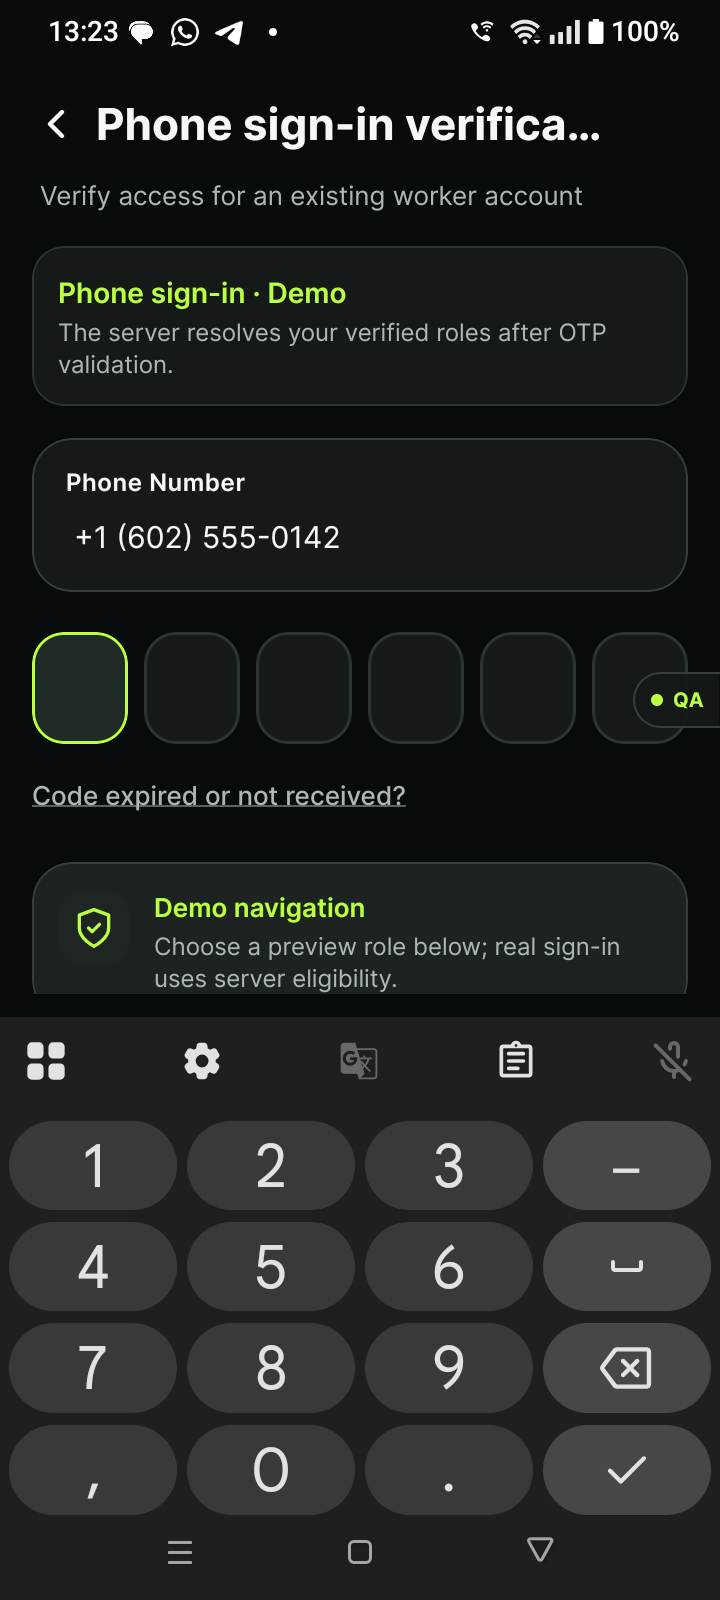 13:23
100%
Phone sign-in verifica...
Verify access for an existing worker account
Phone sign-in · Demo
The server resolves your verified roles after OTP
validation.
Phone Number
+1 (602) 555-0142
QA
Code expired or not received?
Demo navigation
Choose a preview role below; real sign-in
uses server eligibility.
1 2 3 –
4 5 6
7 8 9
, 0 .